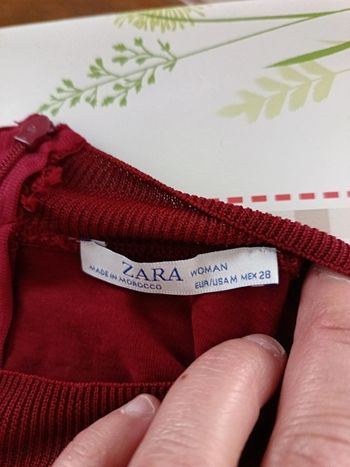 ZARA WOMAN
MADE IN MOROCCO EUR/USA M MEX 28